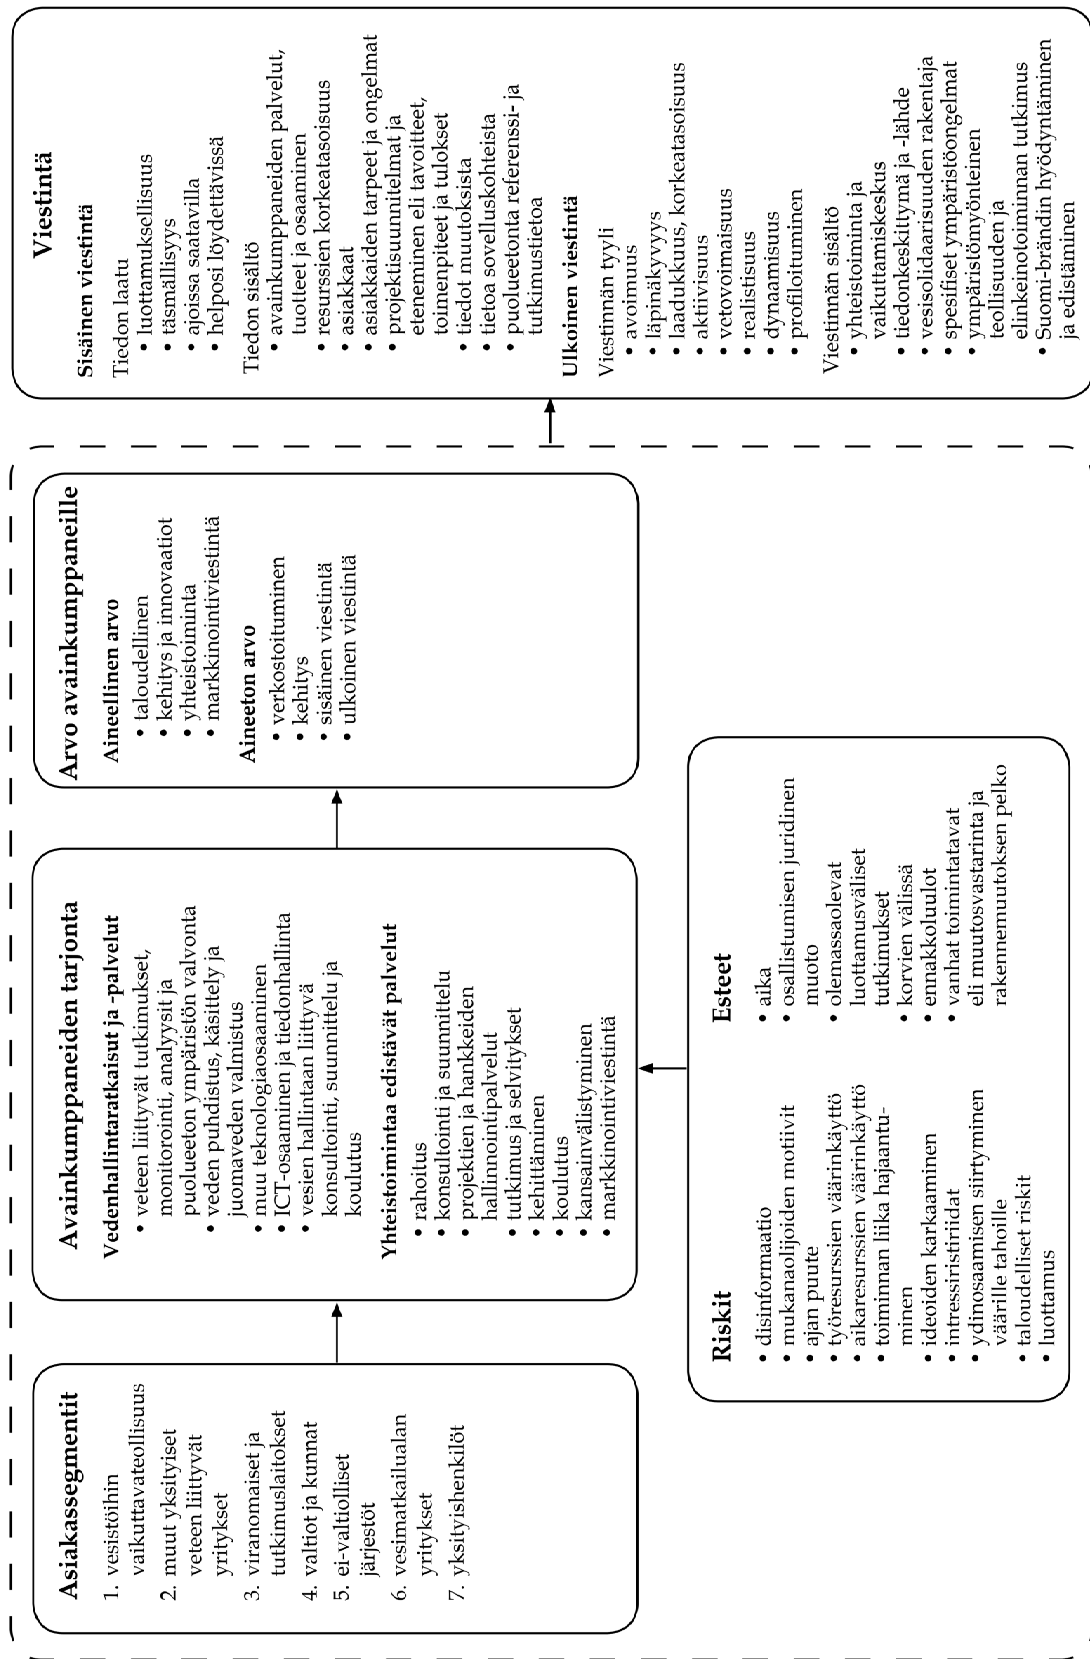 Asiakassegmentit
1. vesistöihin
vaikuttavateollisuus
2. muut yksityiset
veteen liittyvät
yritykset
3. viranomaiset ja
tutkimuslaitokset
4. valtiot ja kunnat
5. ei-valtiolliset
järjestöt
6. vesimatkailualan
yritykset
7. yksityishenkilöt
Avainkumppaneiden tarjonta
Vedenhallintaratkaisut ja -palvelut
• veteen liittyvät tutkimukset,
monitorointi, analyysit ja
puolueeton ympäristön valvonta
• veden puhdistus, käsittely ja
juomaveden valmistus
• muu teknologiaosaaminen
• ICT-osaaminen ja tiedonhallinta
• vesien hallintaan liittyvä
konsultointi, suunnittelu ja
koulutus
Yhteistoimintaa edistävät palvelut
• rahoitus
• konsultointi ja suunnittelu
• projektien ja hankkeiden
hallinnointipalvelut
• tutkimus ja selvitykset
• kehittäminen
• koulutus
• kansainvälistyminen
• markkinointiviestintä
Arvo avainkumppaneille
Aineellinen arvo
• taloudellinen
• kehitys ja innovaatiot
• yhteistoiminta
• markkinointiviestintä
Aineeton arvo
• verkostoituminen
• kehitys
• sisäinen viestintä
• ulkoinen viestintä
Riskit
• disinformaatio
• mukanaolijoiden motiivit
• ajan puute
• työresurssien väärinkäyttö
• aikaresurssien väärinkäyttö
• toiminnan liika hajaantu-
minen
• ideoiden karkaaminen
• intressiristiriidat
• ydinosaamisen siirtyminen
väärille tahoille
• taloudelliset riskit
• luottamus
Esteet
• aika
• osallistumisen juridinen
muoto
• olemassaolevat
luottamusväliset
tutkimukset
• korvien välissä
• ennakkoluulot
• vanhat toimintatavat
eli muutosvastarinta ja
rakennemuutoksen pelko
Viestintä
Sisäinen viestintä
Tiedon laatu
• luottamuksellisuus
• täsmällisyys
• ajoissa saatavilla
• helposi löydettävissä
Tiedon sisältö
• avainkumppaneiden palvelut,
tuotteet ja osaaminen
• resurssien korkeatasoisuus
• asiakkaat
• asiakkaiden tarpeet ja ongelmat
• projektisuunnitelmat ja
eteneminen eli tavoitteet,
toimenpiteet ja tulokset
• tiedot muutoksista
• tietoa sovelluskohteista
• puolueetonta referenssi- ja
tutkimustietoa
Ulkoinen viestintä
Viestinnän tyyli
• avoimuus
• läpinäkyvyys
• laadukkuus, korkeatasoisuus
• aktiivisuus
• vetovoimaisuus
• realistisuus
• dynaamisuus
• profiloituminen
Viestinnän sisältö
• yhteistoiminta ja
vaikuttamiskeskus
• tiedonkeskittymä ja -lähde
• vesisolidaarisuuden rakentaja
• spesifiset ympäristöongelmat
• ympäristömyönteinen
teollisuuden ja
elinkeinotoiminnan tutkimus
• Suomi-brändin hyödyntäminen
ja edistäminen